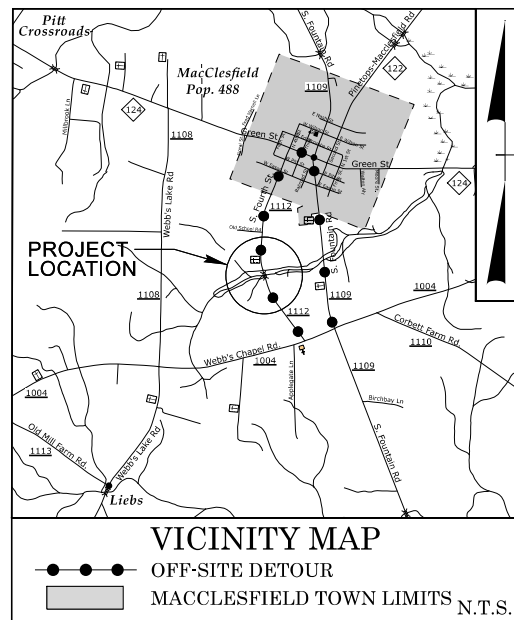 Pitt
Crossroads
S. Fountain Rd
Pinetops-Macclesfield Rd
122
MacClesfield
Pop. 488
1109
124
Millbrook Ln
1108
Green St
Green St
124
S. Fourth St
Webb's Lake Rd
1112
Old School Rd
S. Fountain Rd
PROJECT
LOCATION
1108
1112
1109
1004
Corbett Farm Rd
1110
Webb's Chapel Rd.
1004
Applegate Ln
1109
1004
Birchbay Ln
Old Mill Farm Rd.
1113
Webb's Lake Rd
S. Fountain Rd
Liebs
VICINITY MAP
OFF-SITE DETOUR
MACCLESFIELD TOWN LIMITS
N.T.S.